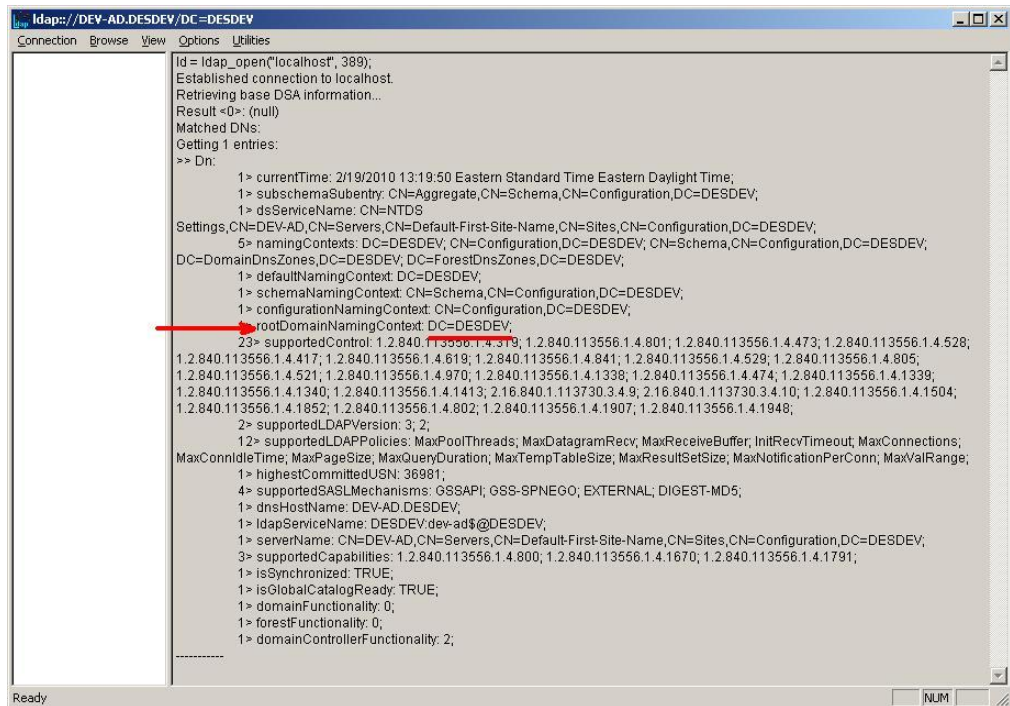 ldap://DEV-AD.DESDEV/DC=DESDEV
Connection Browse View Options Utilities
ld = ldap_open("localhost", 389);
Established connection to localhost.
Retrieving base DSA information...
Result <0>: (null)
Matched DNs:
Getting 1 entries:
>> Dn:
1> currentTime: 2/19/2010 13:19:50 Eastern Standard Time Eastern Daylight Time;
1> subschemaSubentry: CN=Aggregate,CN=Schema,CN=Configuration,DC=DESDEV;
1> dsServiceName: CN=NTDS
Settings,CN=DEV-AD,CN=Servers,CN=Default-First-Site-Name,CN=Sites,CN=Configuration,DC=DESDEV;
5> namingContexts: DC=DESDEV; CN=Configuration,DC=DESDEV; CN=Schema,CN=Configuration,DC=DESDEV;
DC=DomainDnsZones,DC=DESDEV; DC=ForestDnsZones,DC=DESDEV;
1> defaultNamingContext: DC=DESDEV;
1> schemaNamingContext: CN=Schema,CN=Configuration,DC=DESDEV;
1> configurationNamingContext: CN=Configuration,DC=DESDEV;
rootDomainNamingContext: DC=DESDEV;
23> supportedControl: 1.2.840.113556.1.4.319; 1.2.840.113556.1.4.801; 1.2.840.113556.1.4.473; 1.2.840.113556.1.4.528;
1.2.840.113556.1.4.417; 1.2.840.113556.1.4.619; 1.2.840.113556.1.4.841; 1.2.840.113556.1.4.529; 1.2.840.113556.1.4.805;
1.2.840.113556.1.4.521; 1.2.840.113556.1.4.970; 1.2.840.113556.1.4.1338; 1.2.840.113556.1.4.474; 1.2.840.113556.1.4.1339;
1.2.840.113556.1.4.1340; 1.2.840.113556.1.4.1413; 2.16.840.1.113730.3.4.9; 2.16.840.1.113730.3.4.10; 1.2.840.113556.1.4.1504;
1.2.840.113556.1.4.1852; 1.2.840.113556.1.4.802; 1.2.840.113556.1.4.1907; 1.2.840.113556.1.4.1948;
2> supportedLDAPVersion: 3; 2;
12> supportedLDAPPolicies: MaxPoolThreads; MaxDatagramRecv; MaxReceiveBuffer; InitRecvTimeout; MaxConnections;
MaxConnIdleTime; MaxPageSize; MaxQueryDuration; MaxTempTableSize; MaxResultSetSize; MaxNotificationPerConn; MaxValRange;
1> highestCommittedUSN: 36981;
4> supportedSASLMechanisms: GSSAPI; GSS-SPNEGO; EXTERNAL; DIGEST-MD5;
1> dnsHostName: DEV-AD.DESDEV;
1> ldapServiceName: DESDEV:dev-ad$@DESDEV;
1> serverName: CN=DEV-AD,CN=Servers,CN=Default-First-Site-Name,CN=Sites,CN=Configuration,DC=DESDEV;
3> supportedCapabilities: 1.2.840.113556.1.4.800; 1.2.840.113556.1.4.1670; 1.2.840.113556.1.4.1791;
1> isSynchronized: TRUE;
1> isGlobalCatalogReady: TRUE;
1> domainFunctionality: 0;
1> forestFunctionality: 0;
1> domainControllerFunctionality: 2;
-----------
Ready NUM